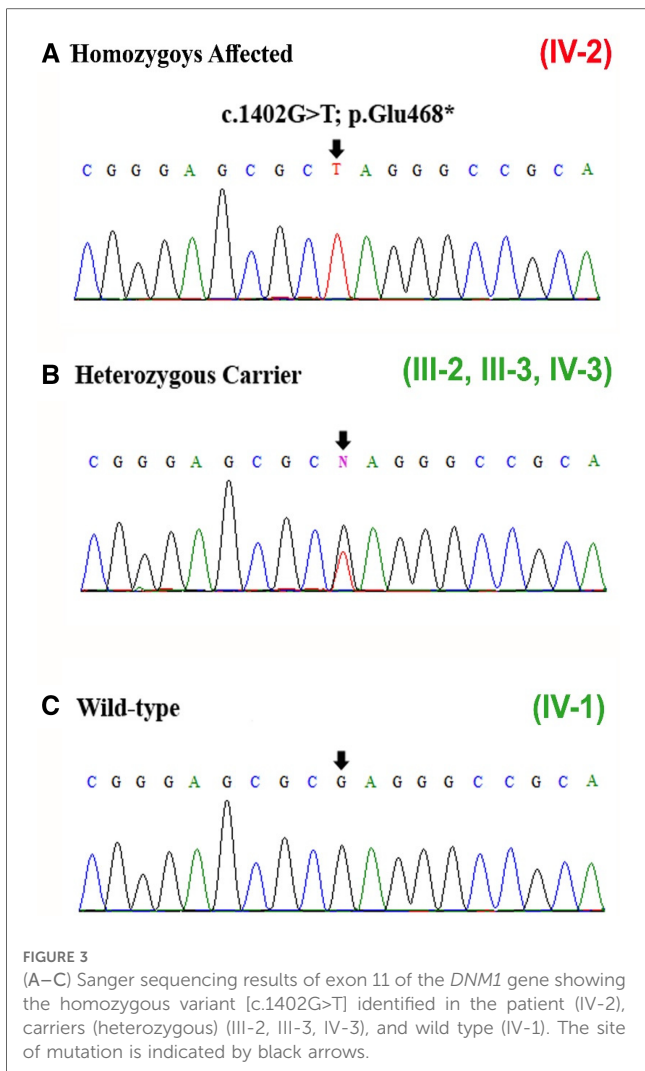 A Homozygoys Affected (IV-2)
c.1402G>T; p.Glu468*
C G G G A G C G C T A G G G C C G C A
B Heterozygous Carrier (III-2, III-3, IV-3)
C G G G A G C G C N A G G G C C G C A
C Wild-type (IV-1)
C G G G A G C G C G A G G G C C G C A
FIGURE 3
(A–C) Sanger sequencing results of exon 11 of the DNM1 gene showing
the homozygous variant [c.1402G>T] identified in the patient (IV-2),
carriers (heterozygous) (III-2, III-3, IV-3), and wild type (IV-1). The site
of mutation is indicated by black arrows.